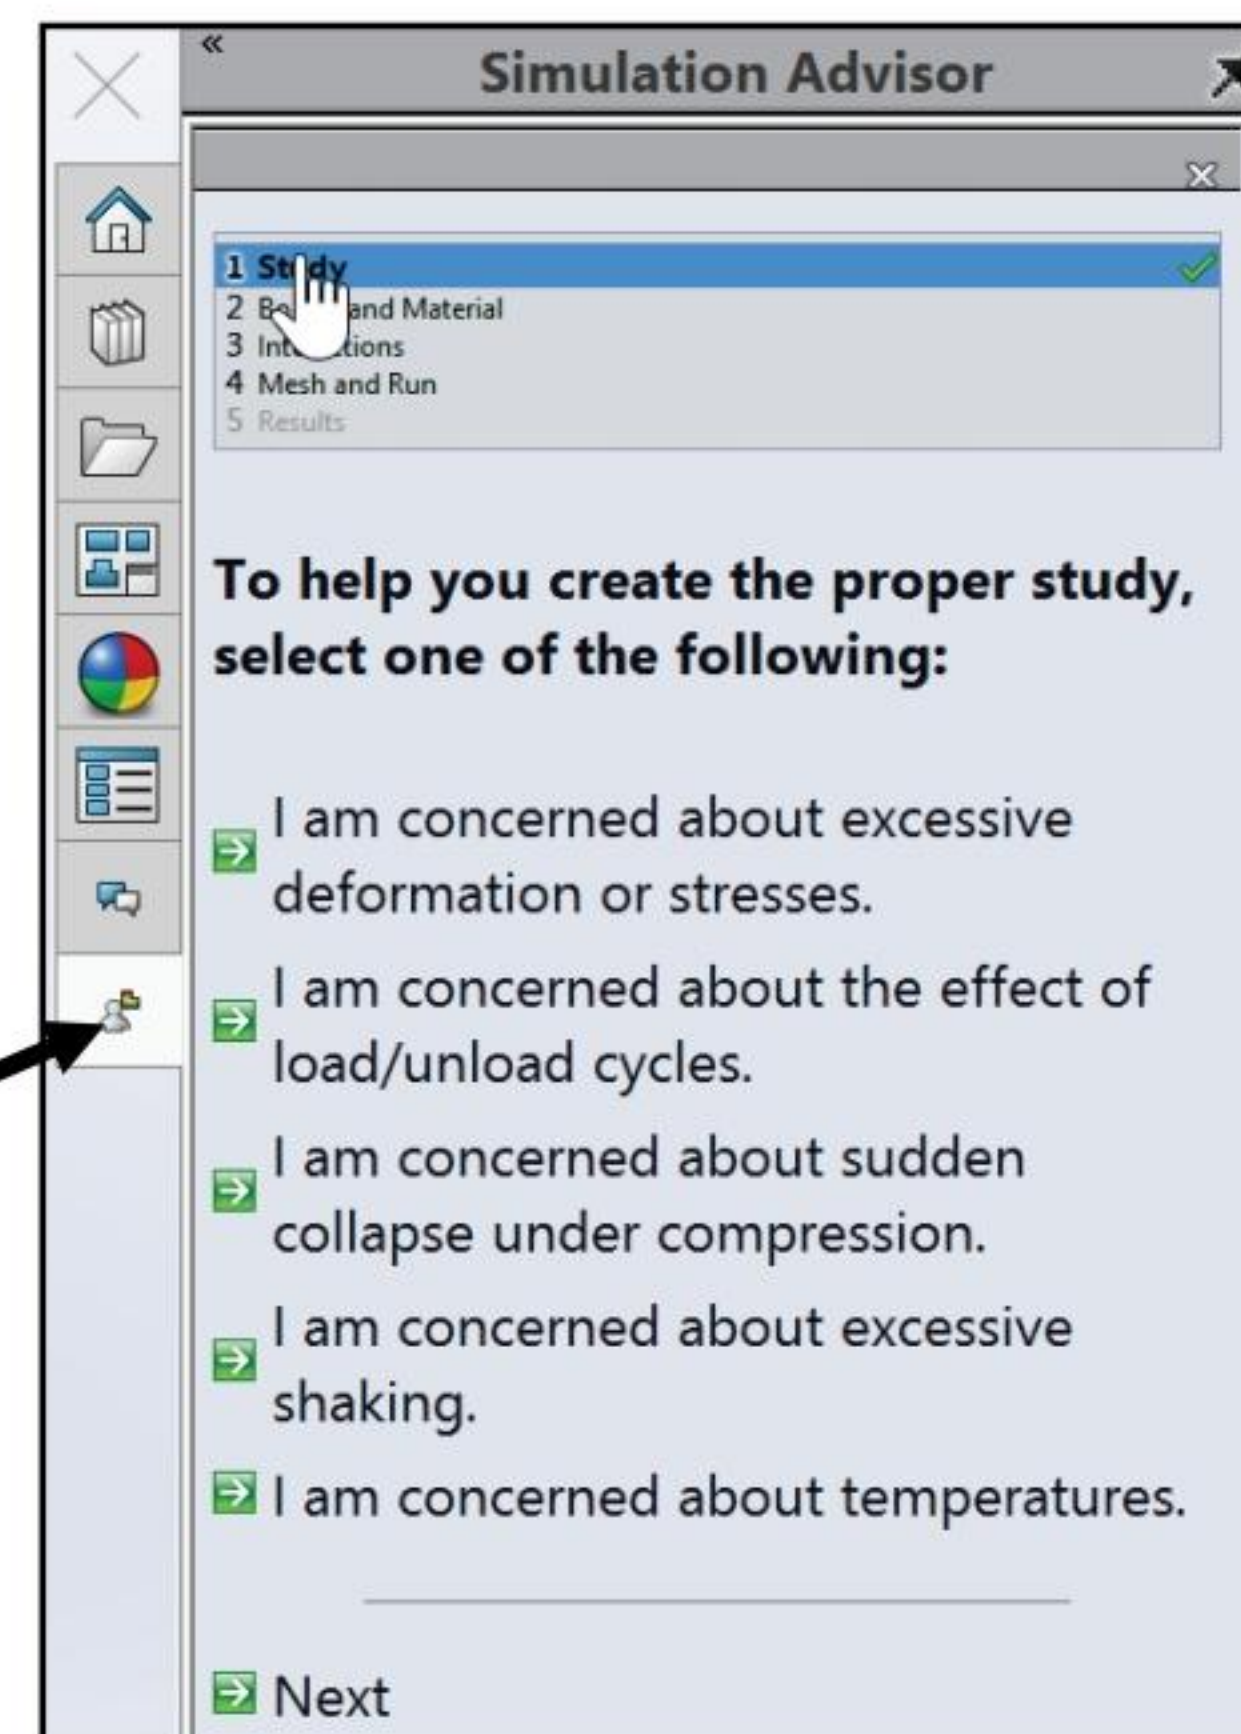 «
Simulation Advisor
1 Study
2 and Material
3
4 Mesh and Run
5 Results
To help you create the proper study,
select one of the following:
I am concerned about excessive
deformation or stresses.
I am concerned about the effect of
load/unload cycles.
I am concerned about sudden
collapse under compression.
I am concerned about excessive
shaking.
I am concerned about temperatures.
Next